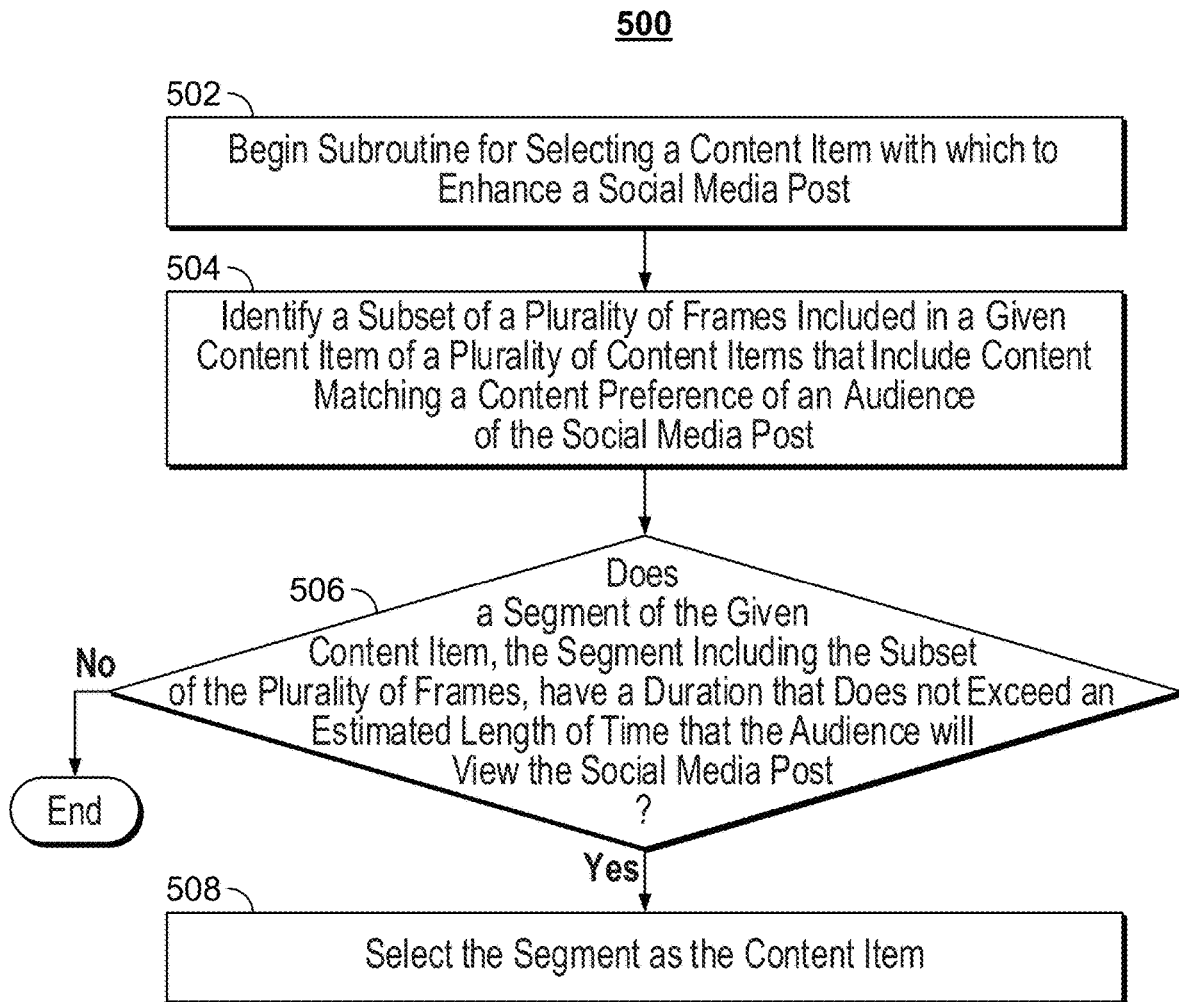 500
502
Begin Subroutine for Selecting a Content Item with which to
Enhance a Social Media Post
504
Identify a Subset of a Plurality of Frames Included in a Given
Content Item of a Plurality of Content Items that Include Content
Matching a Content Preference of an Audience
of the Social Media Post
506
Does
a Segment of the Given
Content Item, the Segment Including the Subset
of the Plurality of Frames, have a Duration that Does not Exceed an
Estimated Length of Time that the Audience will
View the Social Media Post
?
No
End
Yes
508
Select the Segment as the Content Item